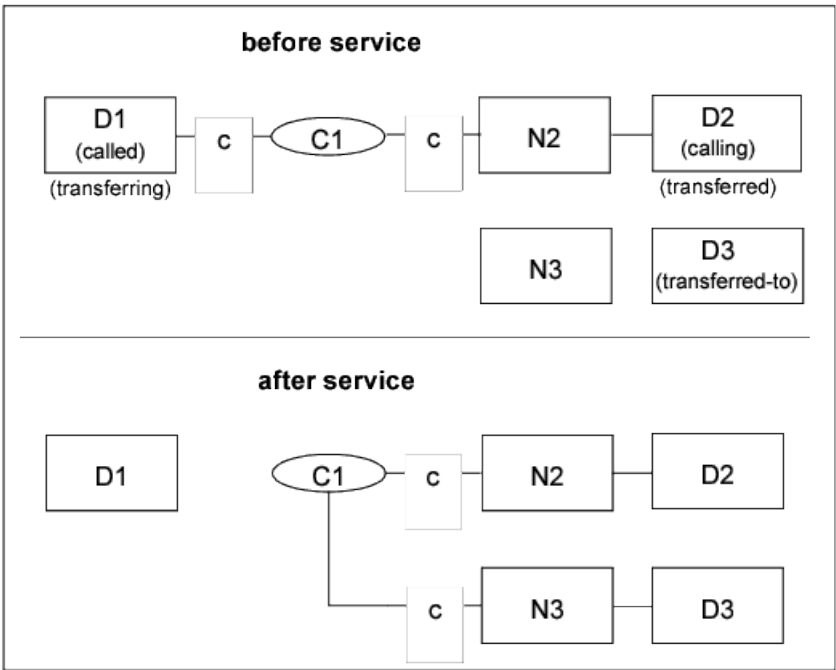 before service
D1
(called)
(transferring)
c
C1
c
N2
D2
(calling)
(transferred)
N3
D3
(transferred-to)
after service
D1
C1
c
N2
D2
c
N3
D3